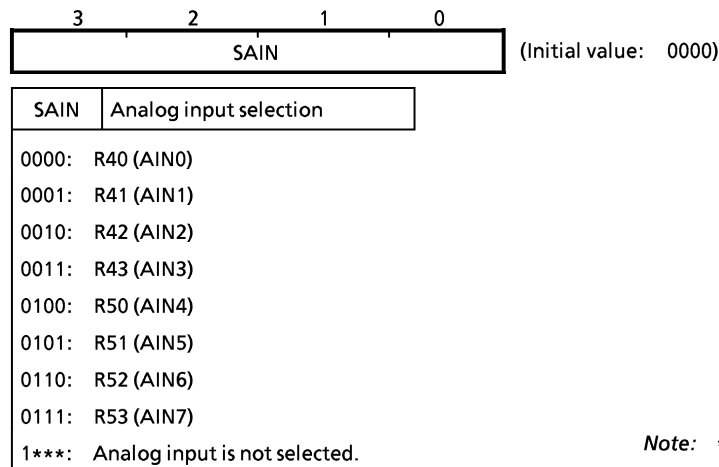 3 2 1 0
SAIN (Initial value: 0000)
SAIN Analog input selection
0000: R40 (AIN0)
0001: R41 (AIN1)
0010: R42 (AIN2)
0011: R43 (AIN3)
0100: R50 (AIN4)
0101: R51 (AIN5)
0110: R52 (AIN6)
0111: R53 (AIN7)
1***: Analog input is not selected.
Note: